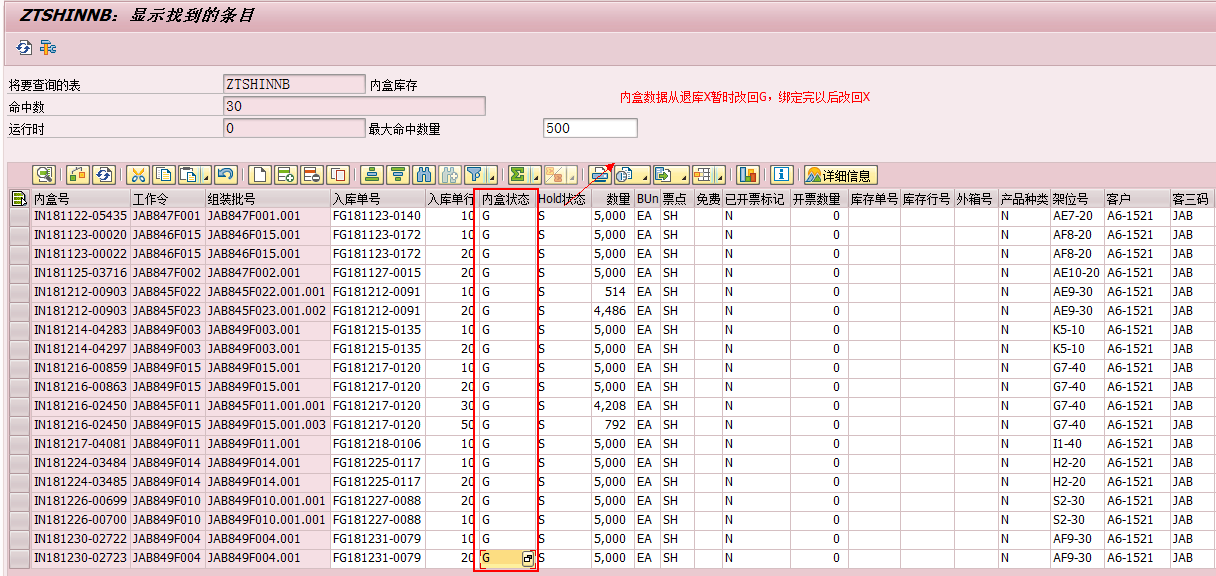 ZTSHINNB：显示找到的条目
将要查询的表 ZTSHINNB 内盒库存
命中数 30
内盒数据从退库X暂时改回G，绑定完以后改回X
运行时 0 最大命中数量 500
详细信息
内盒号 工作令 组装批号 入库单号 入库单行 内盒状态 Hold状态 数量 BUn 票点 免费 已开票标记 开票数量 库存单号 库存行号 外箱号 产品种类 架位号 客户 客三码
IN181122-05435 JAB847F001 JAB847F001.001 FG181123-0140 10 G S 5,000 EA SH N 0 N AE7-20 A6-1521 JAB
IN181123-00020 JAB846F015 JAB846F015.001 FG181123-0172 10 G S 5,000 EA SH N 0 N AF8-20 A6-1521 JAB
IN181123-00022 JAB846F015 JAB846F015.001 FG181123-0172 20 G S 5,000 EA SH N 0 N AF8-20 A6-1521 JAB
IN181125-03716 JAB847F002 JAB847F002.001 FG181127-0015 20 G S 5,000 EA SH N 0 N AE10-20 A6-1521 JAB
IN181212-00903 JAB845F022 JAB845F022.001.001 FG181212-0091 10 G S 514 EA SH N 0 N AE9-30 A6-1521 JAB
IN181212-00903 JAB845F023 JAB845F023.001.002 FG181212-0091 20 G S 4,486 EA SH N 0 N AE9-30 A6-1521 JAB
IN181214-04283 JAB849F003 JAB849F003.001 FG181215-0135 10 G S 5,000 EA SH N 0 N K5-10 A6-1521 JAB
IN181214-04297 JAB849F003 JAB849F003.001 FG181215-0135 20 G S 5,000 EA SH N 0 N K5-10 A6-1521 JAB
IN181216-00859 JAB849F015 JAB849F015.001 FG181217-0120 10 G S 5,000 EA SH N 0 N G7-40 A6-1521 JAB
IN181216-00863 JAB849F015 JAB849F015.001 FG181217-0120 20 G S 5,000 EA SH N 0 N G7-40 A6-1521 JAB
IN181216-02450 JAB845F011 JAB845F011.001.001 FG181217-0120 30 G S 4,208 EA SH N 0 N G7-40 A6-1521 JAB
IN181216-02450 JAB849F015 JAB849F015.001.003 FG181217-0120 50 G S 792 EA SH N 0 N G7-40 A6-1521 JAB
IN181217-04081 JAB849F011 JAB849F011.001 FG181218-0106 10 G S 5,000 EA SH N 0 N I1-40 A6-1521 JAB
IN181224-03484 JAB849F014 JAB849F014.001 FG181225-0117 10 G S 5,000 EA SH N 0 N H2-20 A6-1521 JAB
IN181224-03485 JAB849F014 JAB849F014.001 FG181225-0117 20 G S 5,000 EA SH N 0 N H2-20 A6-1521 JAB
IN181226-00699 JAB849F010 JAB849F010.001.001 FG181227-0088 20 G S 5,000 EA SH N 0 N S2-30 A6-1521 JAB
IN181226-00700 JAB849F010 JAB849F010.001.001 FG181227-0088 10 G S 5,000 EA SH N 0 N S2-30 A6-1521 JAB
IN181230-02722 JAB849F004 JAB849F004.001 FG181231-0079 10 G S 5,000 EA SH N 0 N AF9-30 A6-1521 JAB
IN181230-02723 JAB849F004 JAB849F004.001 FG181231-0079 20 G S 5,000 EA SH N 0 N AF9-30 A6-1521 JAB